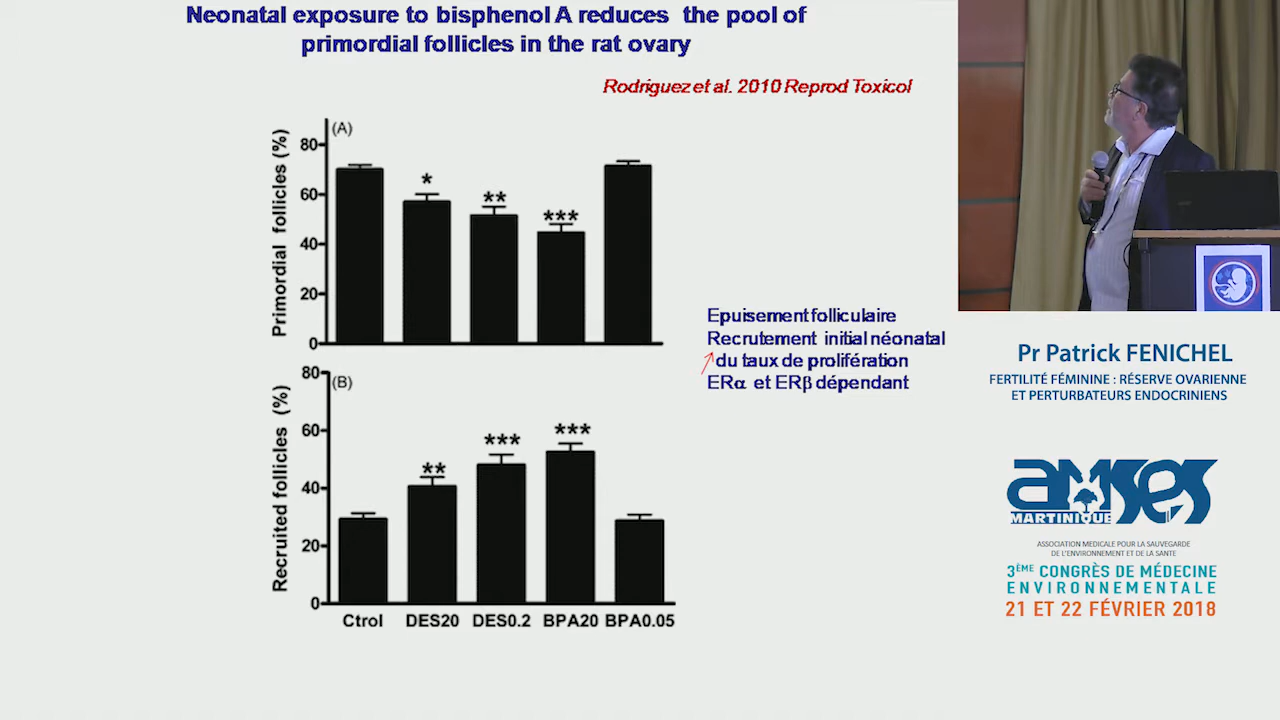 Neonatal exposure to bisphenol A reduces the pool of
primordial follicles in the rat ovary
Rodriguez et al. 2010 Reprod Toxicol
(A)
Primordial follicles (%)
80
60
40
20
0
*
**
***
(B)
Recruited follicles (%)
80
60
40
20
0
**
***
***
Ctrol DES20 DES0.2 BPA20 BPA0.05
Epuisement folliculaire
Recrutement initial néonatal
du taux de prolifération
ERα et ERβ dépendant
Pr Patrick FENICHEL
FERTILITÉ FÉMININE : RÉSERVE OVARIENNE
ET PERTURBATEURS ENDOCRINIENS
AMSES
MARTINIQUE
ASSOCIATION MEDICALE POUR LA SAUVEGARDE
DE L'ENVIRONNEMENT ET DE LA SANTE
3ÈME CONGRÈS DE MÉDECINE
ENVIRONNEMENTALE
21 ET 22 FÉVRIER 2018